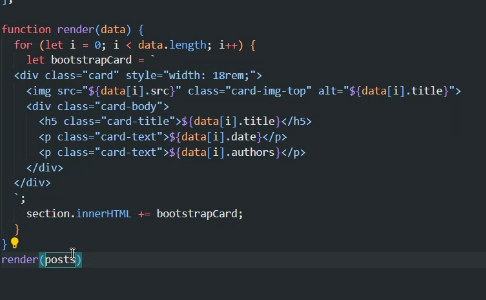 ];
function render(data) {
  for (let i = 0; i < data.length; i++) {
    let bootstrapCard = `
  <div class="card" style="width: 18rem;">
    <img src="${data[i].src}" class="card-img-top" alt="${data[i].title}">
    <div class="card-body">
      <h5 class="card-title">${data[i].title}</h5>
      <p class="card-text">${data[i].date}</p>
      <p class="card-text">${data[i].authors}</p>
    </div>
  </div>
  `;
    section.innerHTML += bootstrapCard;
  }
}
render(posts)